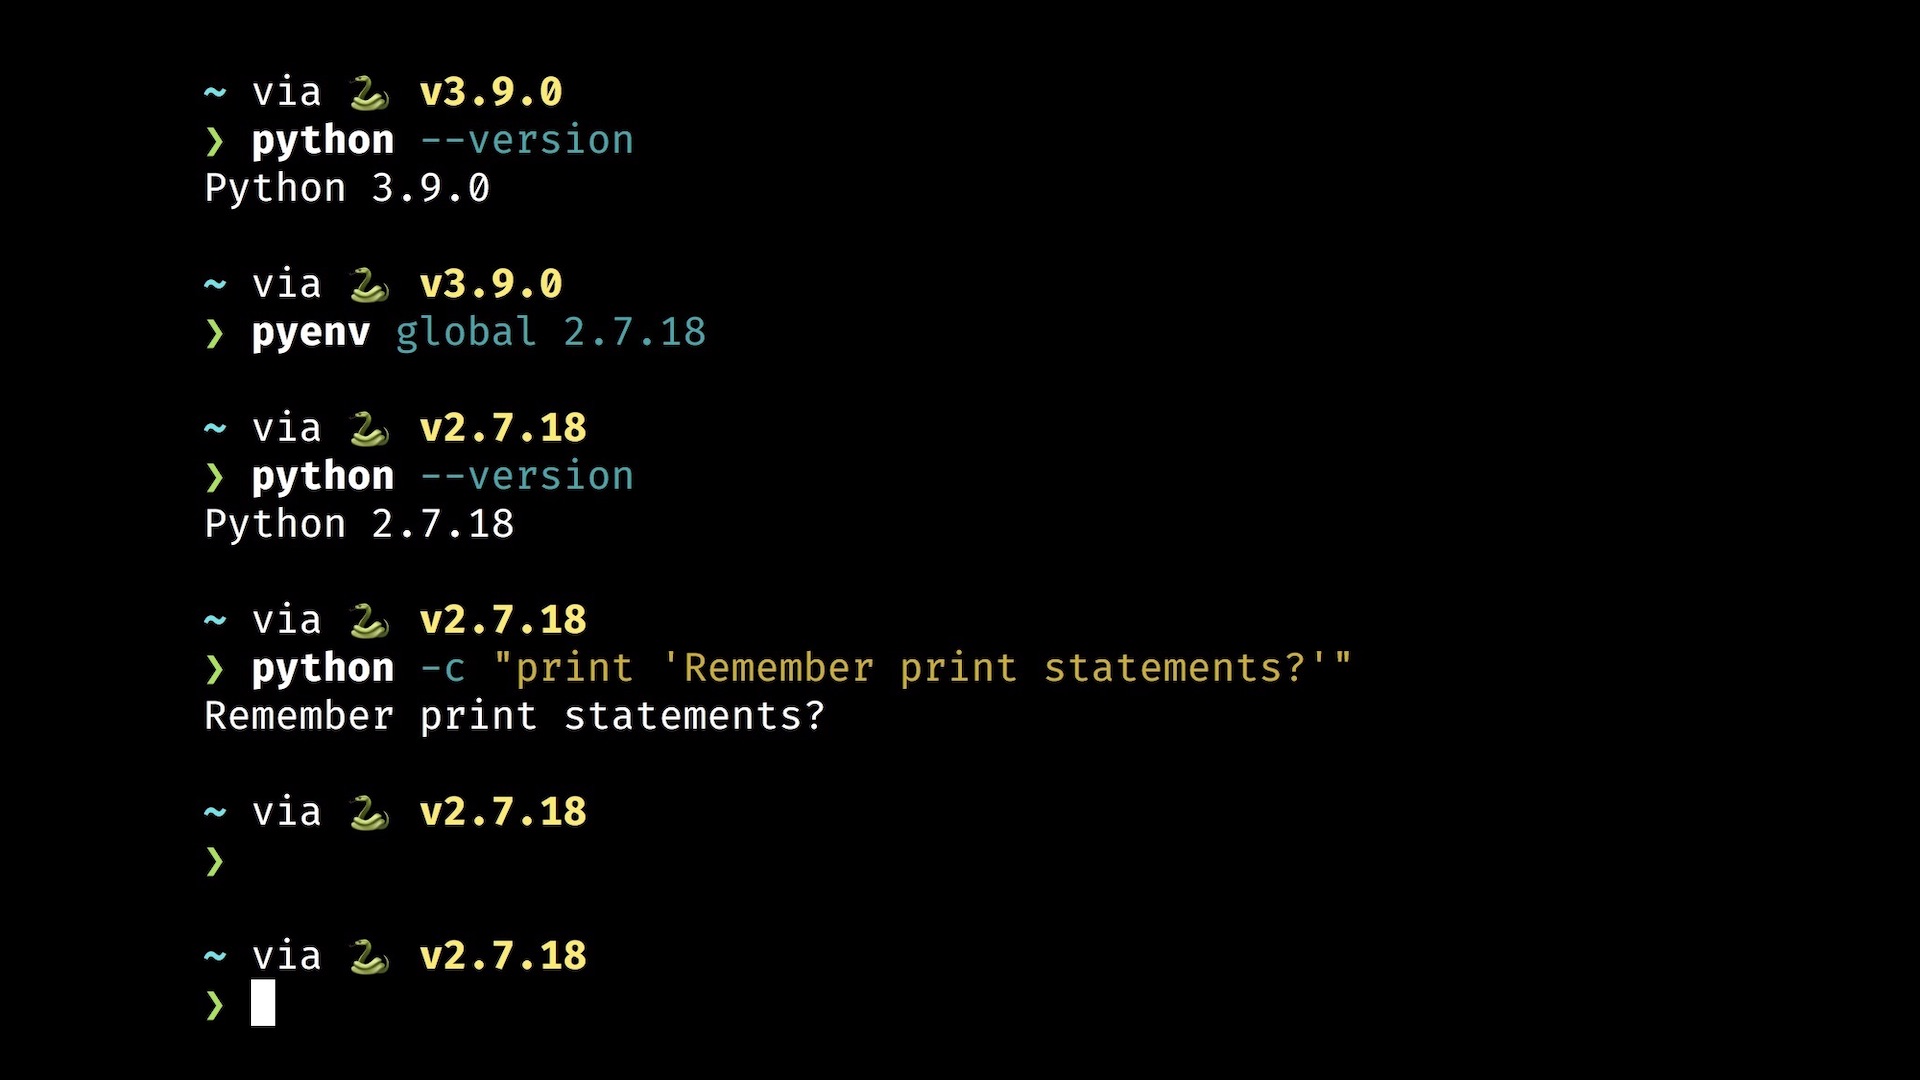 ~ via 🐍 v3.9.0
❯ python --version
Python 3.9.0
~ via 🐍 v3.9.0
❯ pyenv global 2.7.18
~ via 🐍 v2.7.18
❯ python --version
Python 2.7.18
~ via 🐍 v2.7.18
❯ python -c "print 'Remember print statements?'"
Remember print statements?
~ via 🐍 v2.7.18
❯
~ via 🐍 v2.7.18
❯